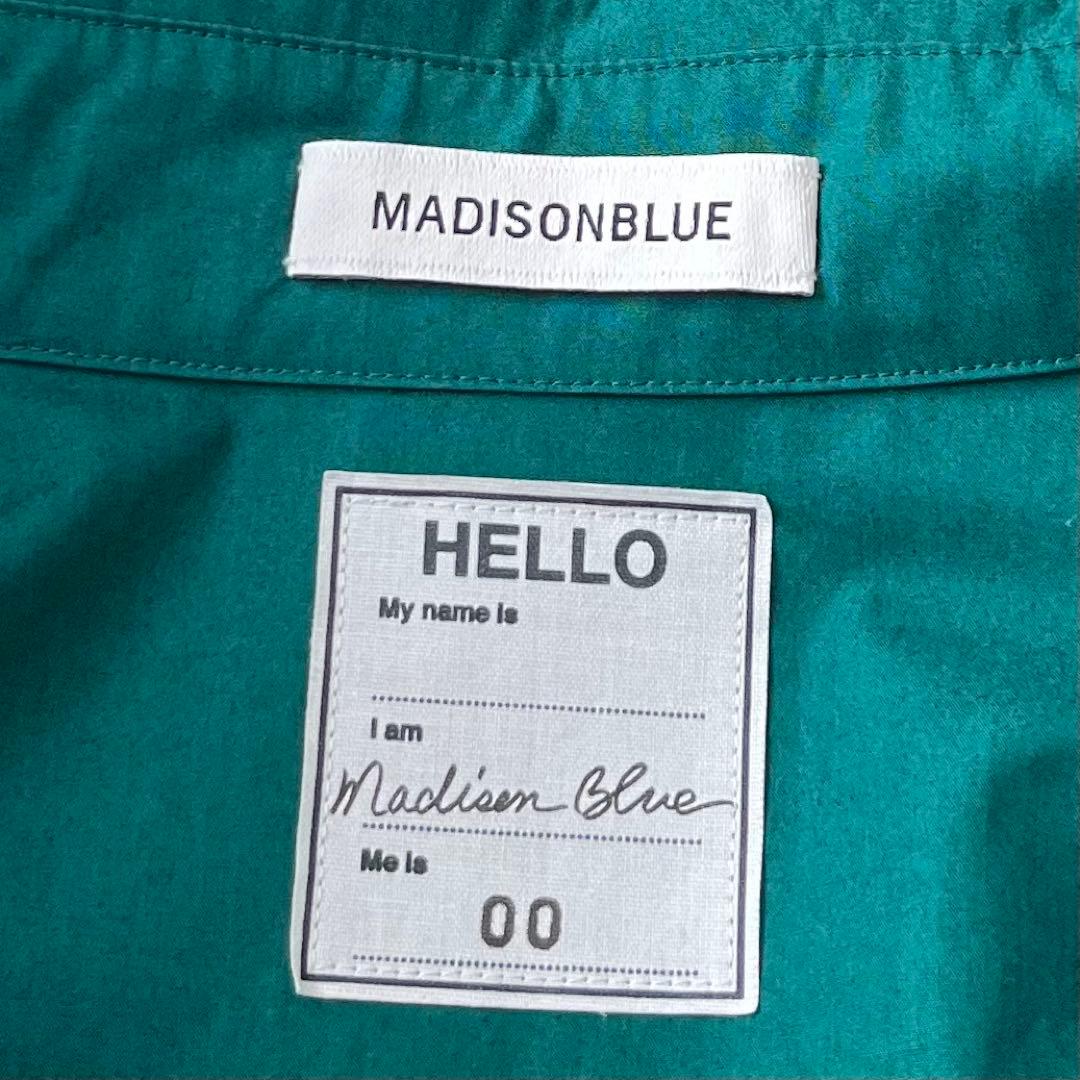 MADISONBLUE
HELLO
My name is
I am
Madison Blue
Me is
00